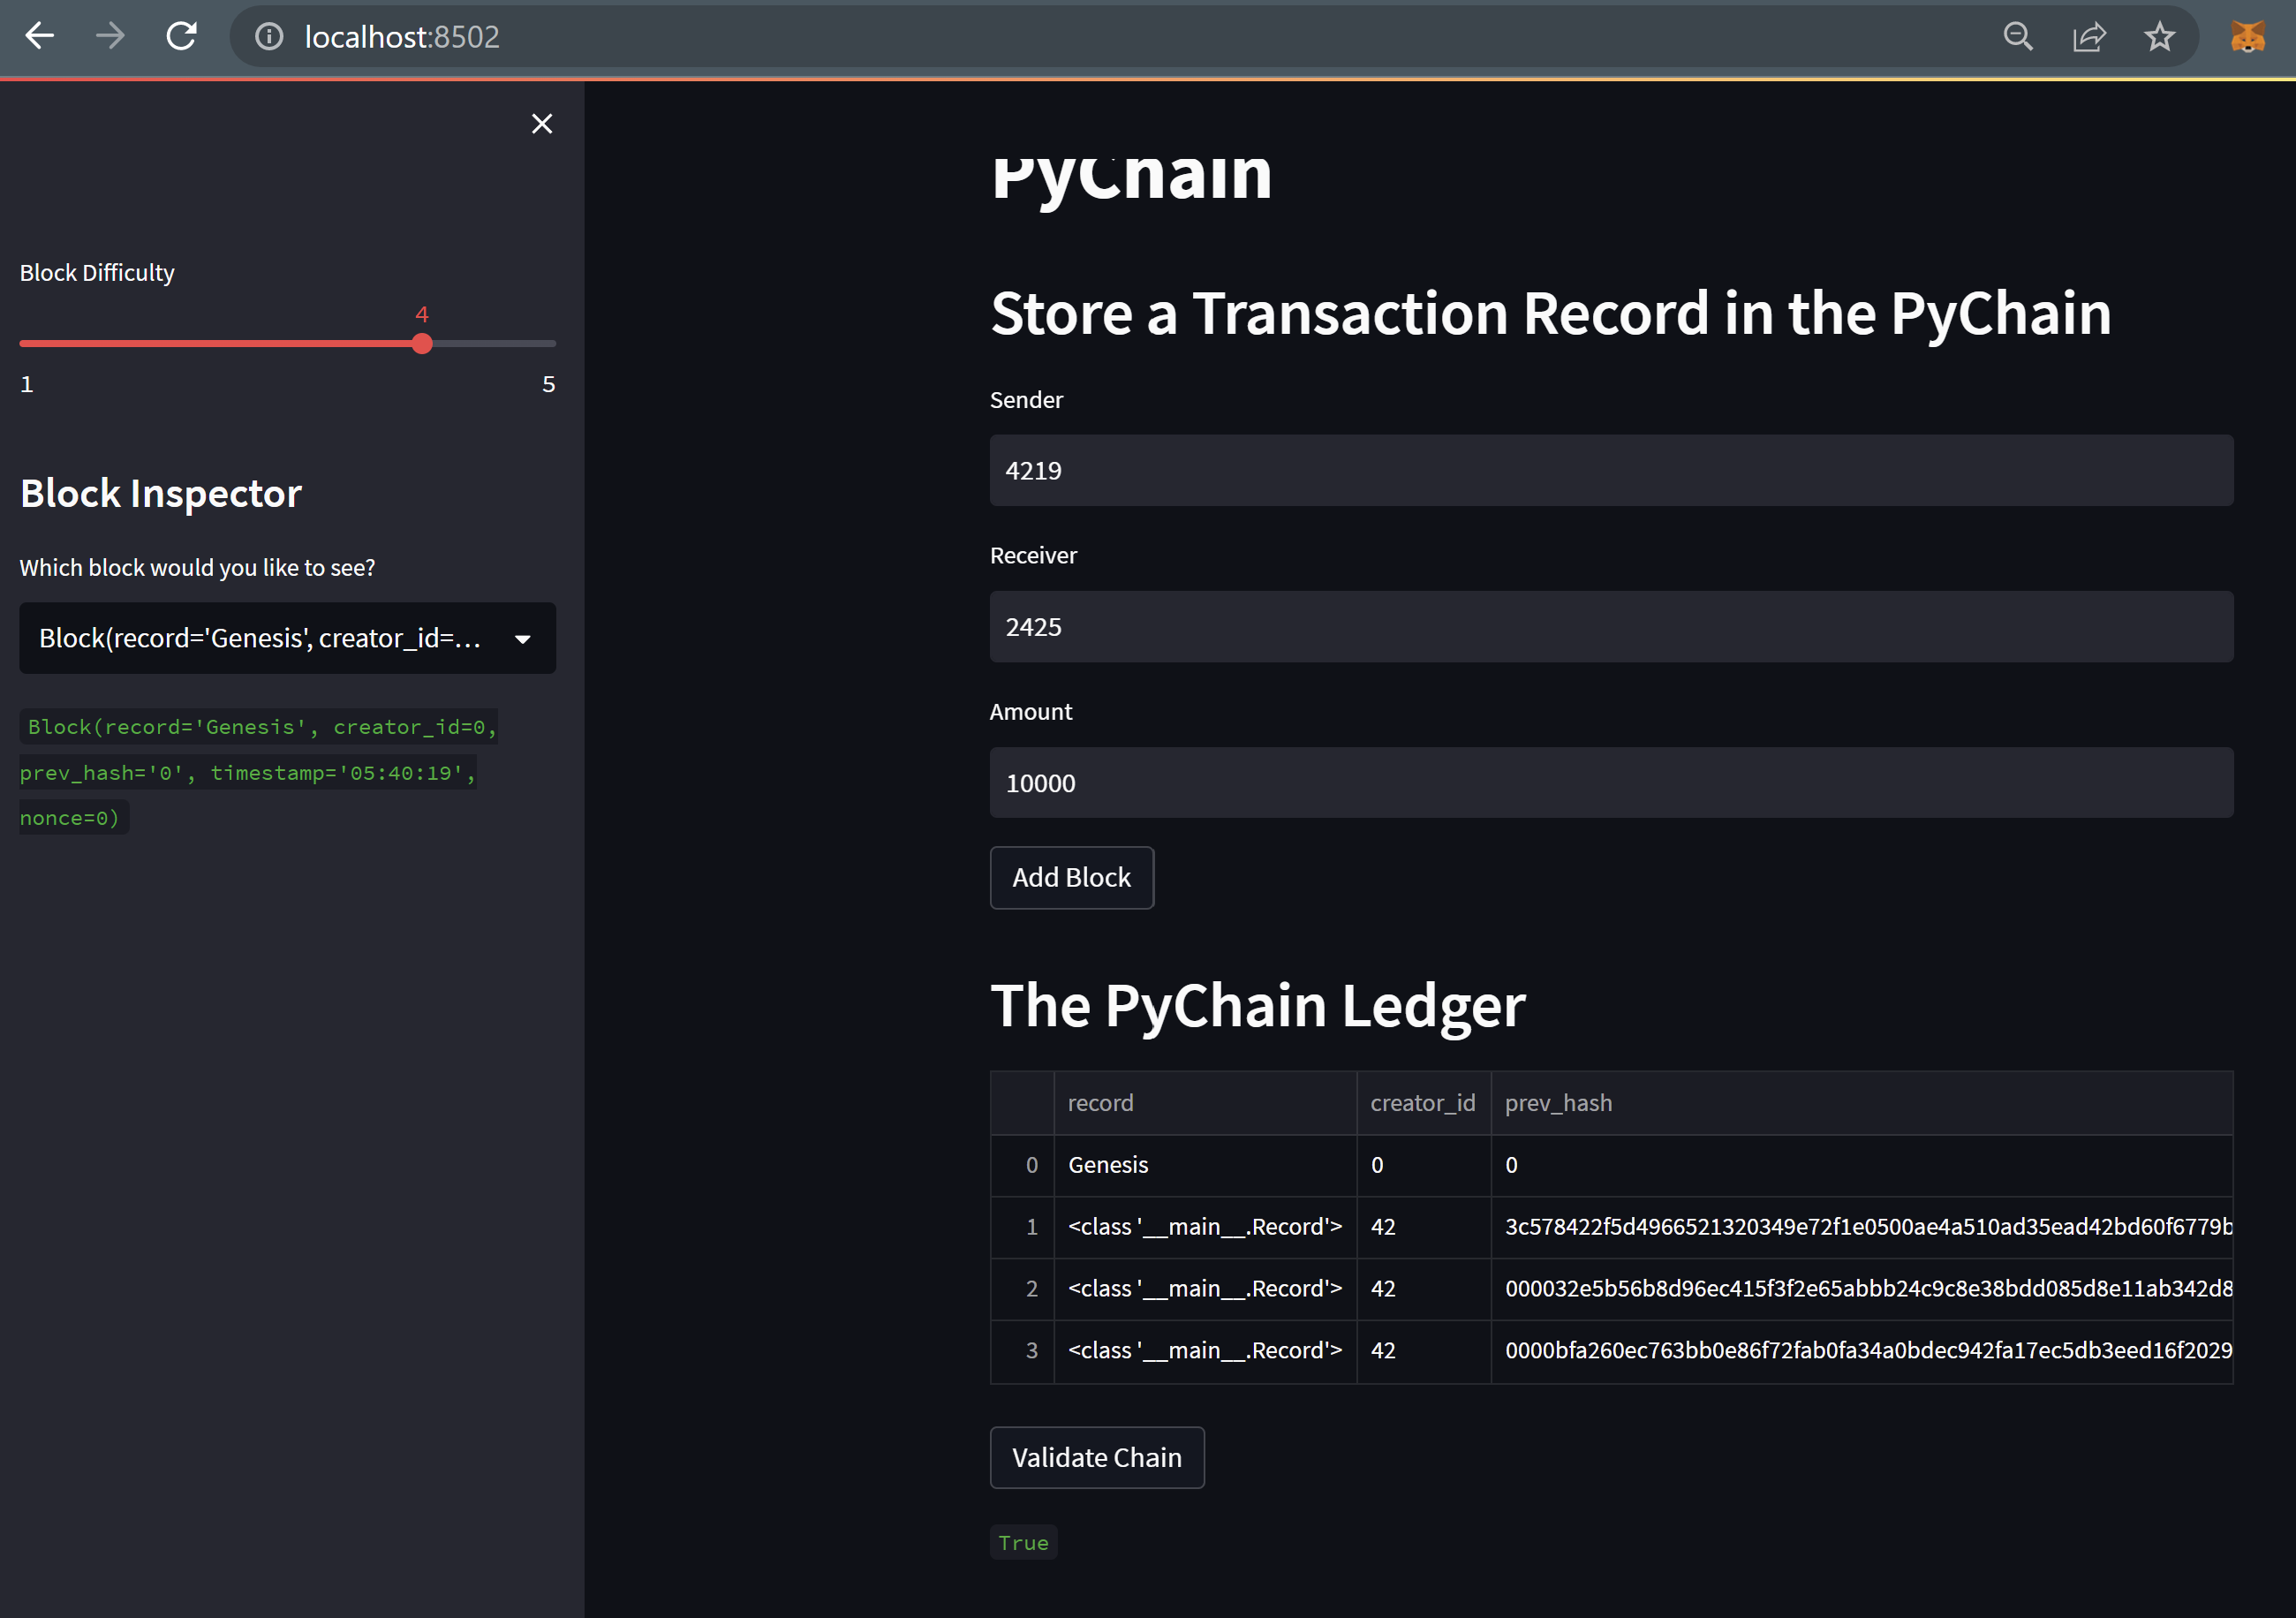 localhost:8502
Block Difficulty
4
1 5
Block Inspector
Which block would you like to see?
Block(record='Genesis', creator_id=...
Block(record='Genesis', creator_id=0,
prev_hash='0', timestamp='05:40:19',
nonce=0)
PyChain
Store a Transaction Record in the PyChain
Sender
4219
Receiver
2425
Amount
10000
Add Block
The PyChain Ledger
record creator_id prev_hash
0 Genesis 0 0
1 <class '__main__.Record'> 42 3c578422f5d4966521320349e72f1e0500ae4a510ad35ead42bd60f6779b
2 <class '__main__.Record'> 42 000032e5b56b8d96ec415f3f2e65abbb24c9c8e38bdd085d8e11ab342d8
3 <class '__main__.Record'> 42 0000bfa260ec763bb0e86f72fab0fa34a0bdec942fa17ec5db3eed16f2029
Validate Chain
True